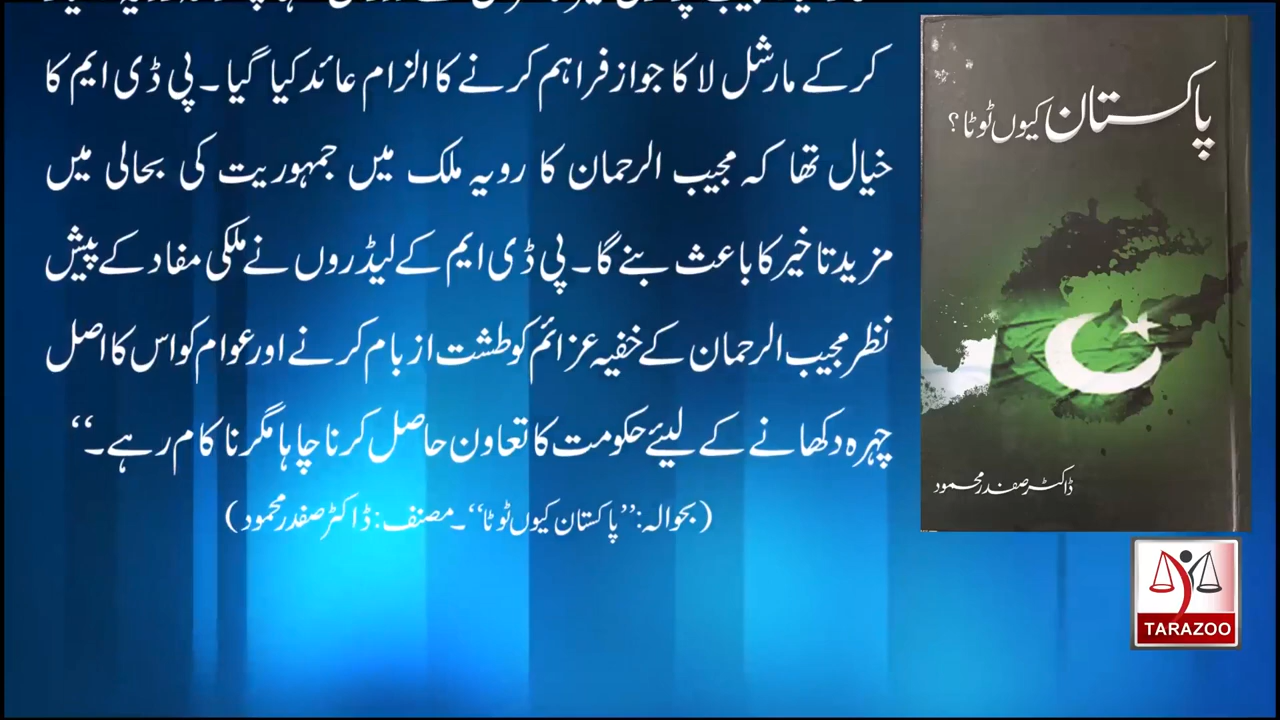 کرکے مارشل لا کا جواز فراہم کرنے کا الزام عائد کیا گیا۔ پی ڈی ایم کا
خیال تھا کہ مجیب الرحمان کا رویہ ملک میں جمہوریت کی بحالی میں
مزید تاخیر کا باعث بنے گا۔ پی ڈی ایم کے لیڈروں نے ملکی مفاد کے پیش
نظر مجیب الرحمان کے خفیہ عزائم کو طشت از بام کرنے اور عوام کو اس کا اصل
چہرہ دکھانے کے لیئے حکومت کا تعاون حاصل کرنا چاہا مگر ناکام رہے۔“
(بحوالہ: ”پاکستان کیوں ٹوٹا“۔ مصنف: ڈاکٹر صفدر محمود)
پاکستان کیوں ٹوٹا؟
ڈاکٹر صفدر محمود
TARAZOO